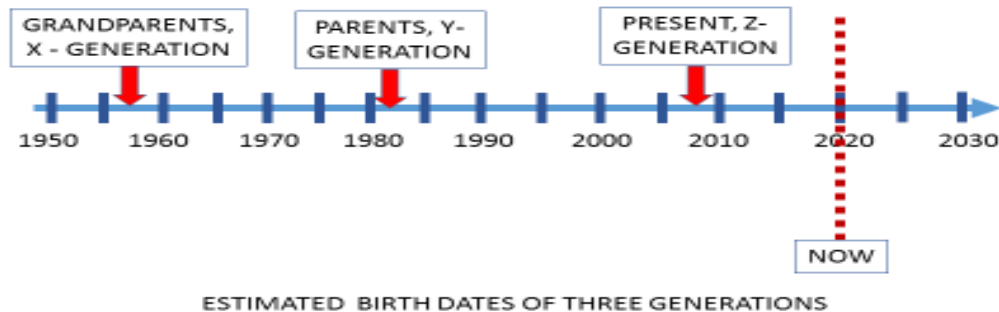 GRANDPARENTS,
X - GENERATION
PARENTS, Y-
GENERATION
PRESENT, Z-
GENERATION
1950 1960 1970 1980 1990 2000 2010 2020 2030
NOW
ESTIMATED BIRTH DATES OF THREE GENERATIONS